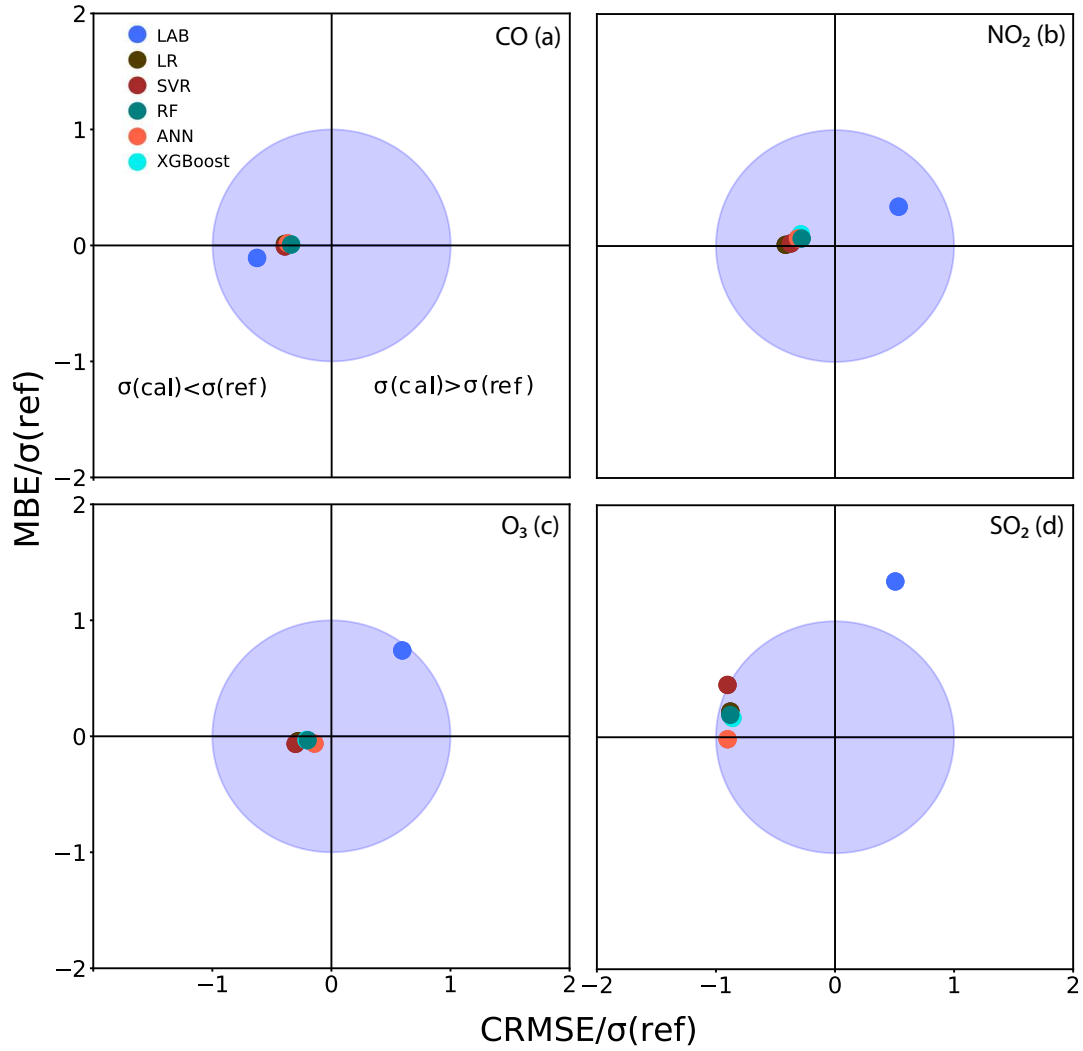 CO (a)
LAB
LR
SVR
RF
ANN
XGBoost
2
1
0
−1
−2
σ(cal)<σ(ref)
σ(cal)>σ(ref)
NO₂ (b)
MBE/σ(ref)
O₃ (c)
2
1
0
−1
−2
−1
0
1
2
SO₂ (d)
−2
−1
0
1
2
CRMSE/σ(ref)